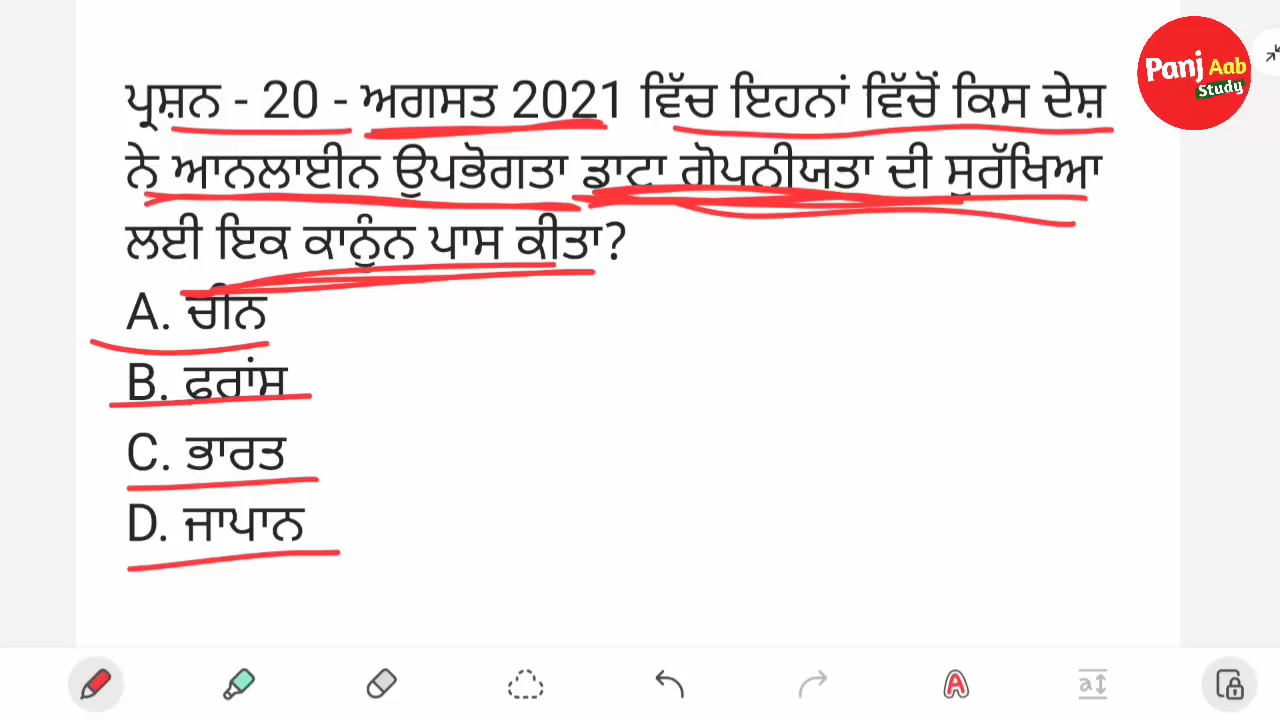 Panj Aab
Study
ਪ੍ਰਸ਼ਨ - 20 - ਅਗਸਤ 2021 ਵਿੱਚ ਇਹਨਾਂ ਵਿੱਚੋਂ ਕਿਸ ਦੇਸ਼
ਨੇ ਆਨਲਾਈਨ ਉਪਭੋਗਤਾ ਡਾਟਾ ਗੋਪਨੀਯਤਾ ਦੀ ਸੁਰੱਖਿਆ
ਲਈ ਇਕ ਕਾਨੂੰਨ ਪਾਸ ਕੀਤਾ?
A. ਚੀਨ
B. ਫਰਾਂਸ
C. ਭਾਰਤ
D. ਜਾਪਾਨ
A a